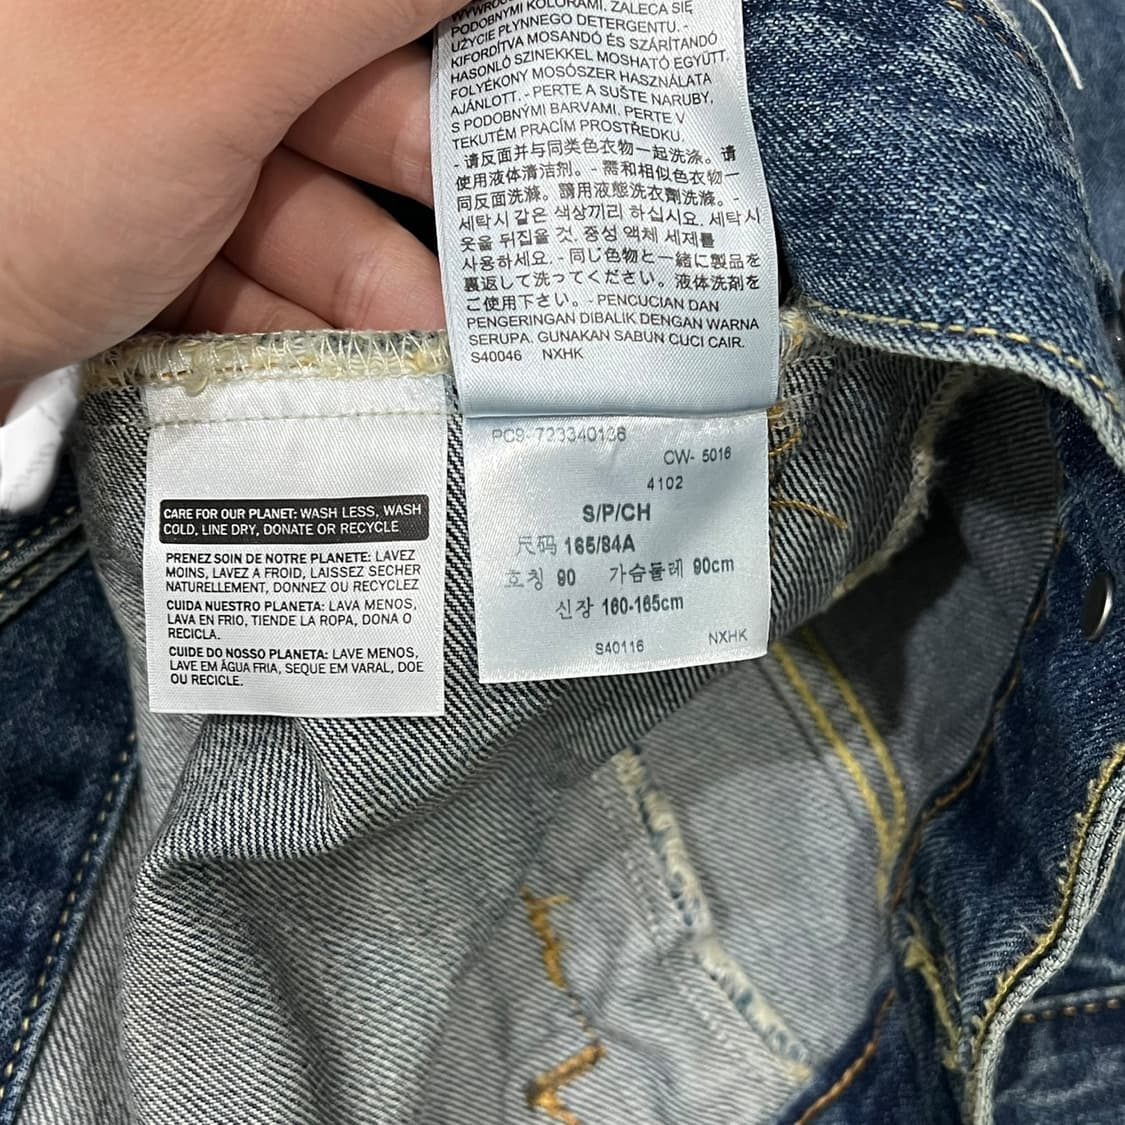 PODOBNYMI KOLORAMI. ZALECA SIĘ
UŻYCIE PŁYNNEGO DETERGENTU. -
KIFORDÍTVA MOSANDÓ ÉS SZÁRÍTANDÓ
HASONLÓ SZINEKKEL MOSHATÓ EGYÜTT.
FOLYÉKONY MOSÓSZER HASZNÁLATA
AJÁNLOTT. - PERTE A SUŠTE NARUBY,
S PODOBNÝMI BARVAMI. PERTE V
TEKUTÉM PRACÍM PROSTŘEDKU.
- 请反面并与同类色衣物一起洗涤。请
使用液体清洁剂。- 需和相似色衣物一
同反面洗滌。請用液態洗衣劑洗滌。-
세탁시 같은 색상끼리 하십시요. 세탁시
옷을 뒤집을 것. 중성 액체 세제를
사용하세요. - 同じ色物と一緒に製品を
裏返して洗ってください。液体洗剤を
ご使用下さい。- PENCUCIAN DAN
PENGERINGAN DIBALIK DENGAN WARNA
SERUPA. GUNAKAN SABUN CUCI CAIR.
S40046 NXHK
CARE FOR OUR PLANET: WASH LESS, WASH
COLD, LINE DRY, DONATE OR RECYCLE
PRENEZ SOIN DE NOTRE PLANETE: LAVEZ
MOINS, LAVEZ A FROID, LAISSEZ SECHER
NATURELLEMENT, DONNEZ OU RECYCLEZ
CUIDA NUESTRO PLANETA: LAVA MENOS,
LAVA EN FRIO, TIENDE LA ROPA, DONA O
RECICLA.
CUIDE DO NOSSO PLANETA: LAVE MENOS,
LAVE EM ÁGUA FRIA, SEQUE EM VARAL, DOE
OU RECICLE.
PC9-723340136
CW- 5016
4102
S/P/CH
尺码 165/84A
호칭 90 가슴둘레 90cm
신장 160-165cm
S40116 NXHK